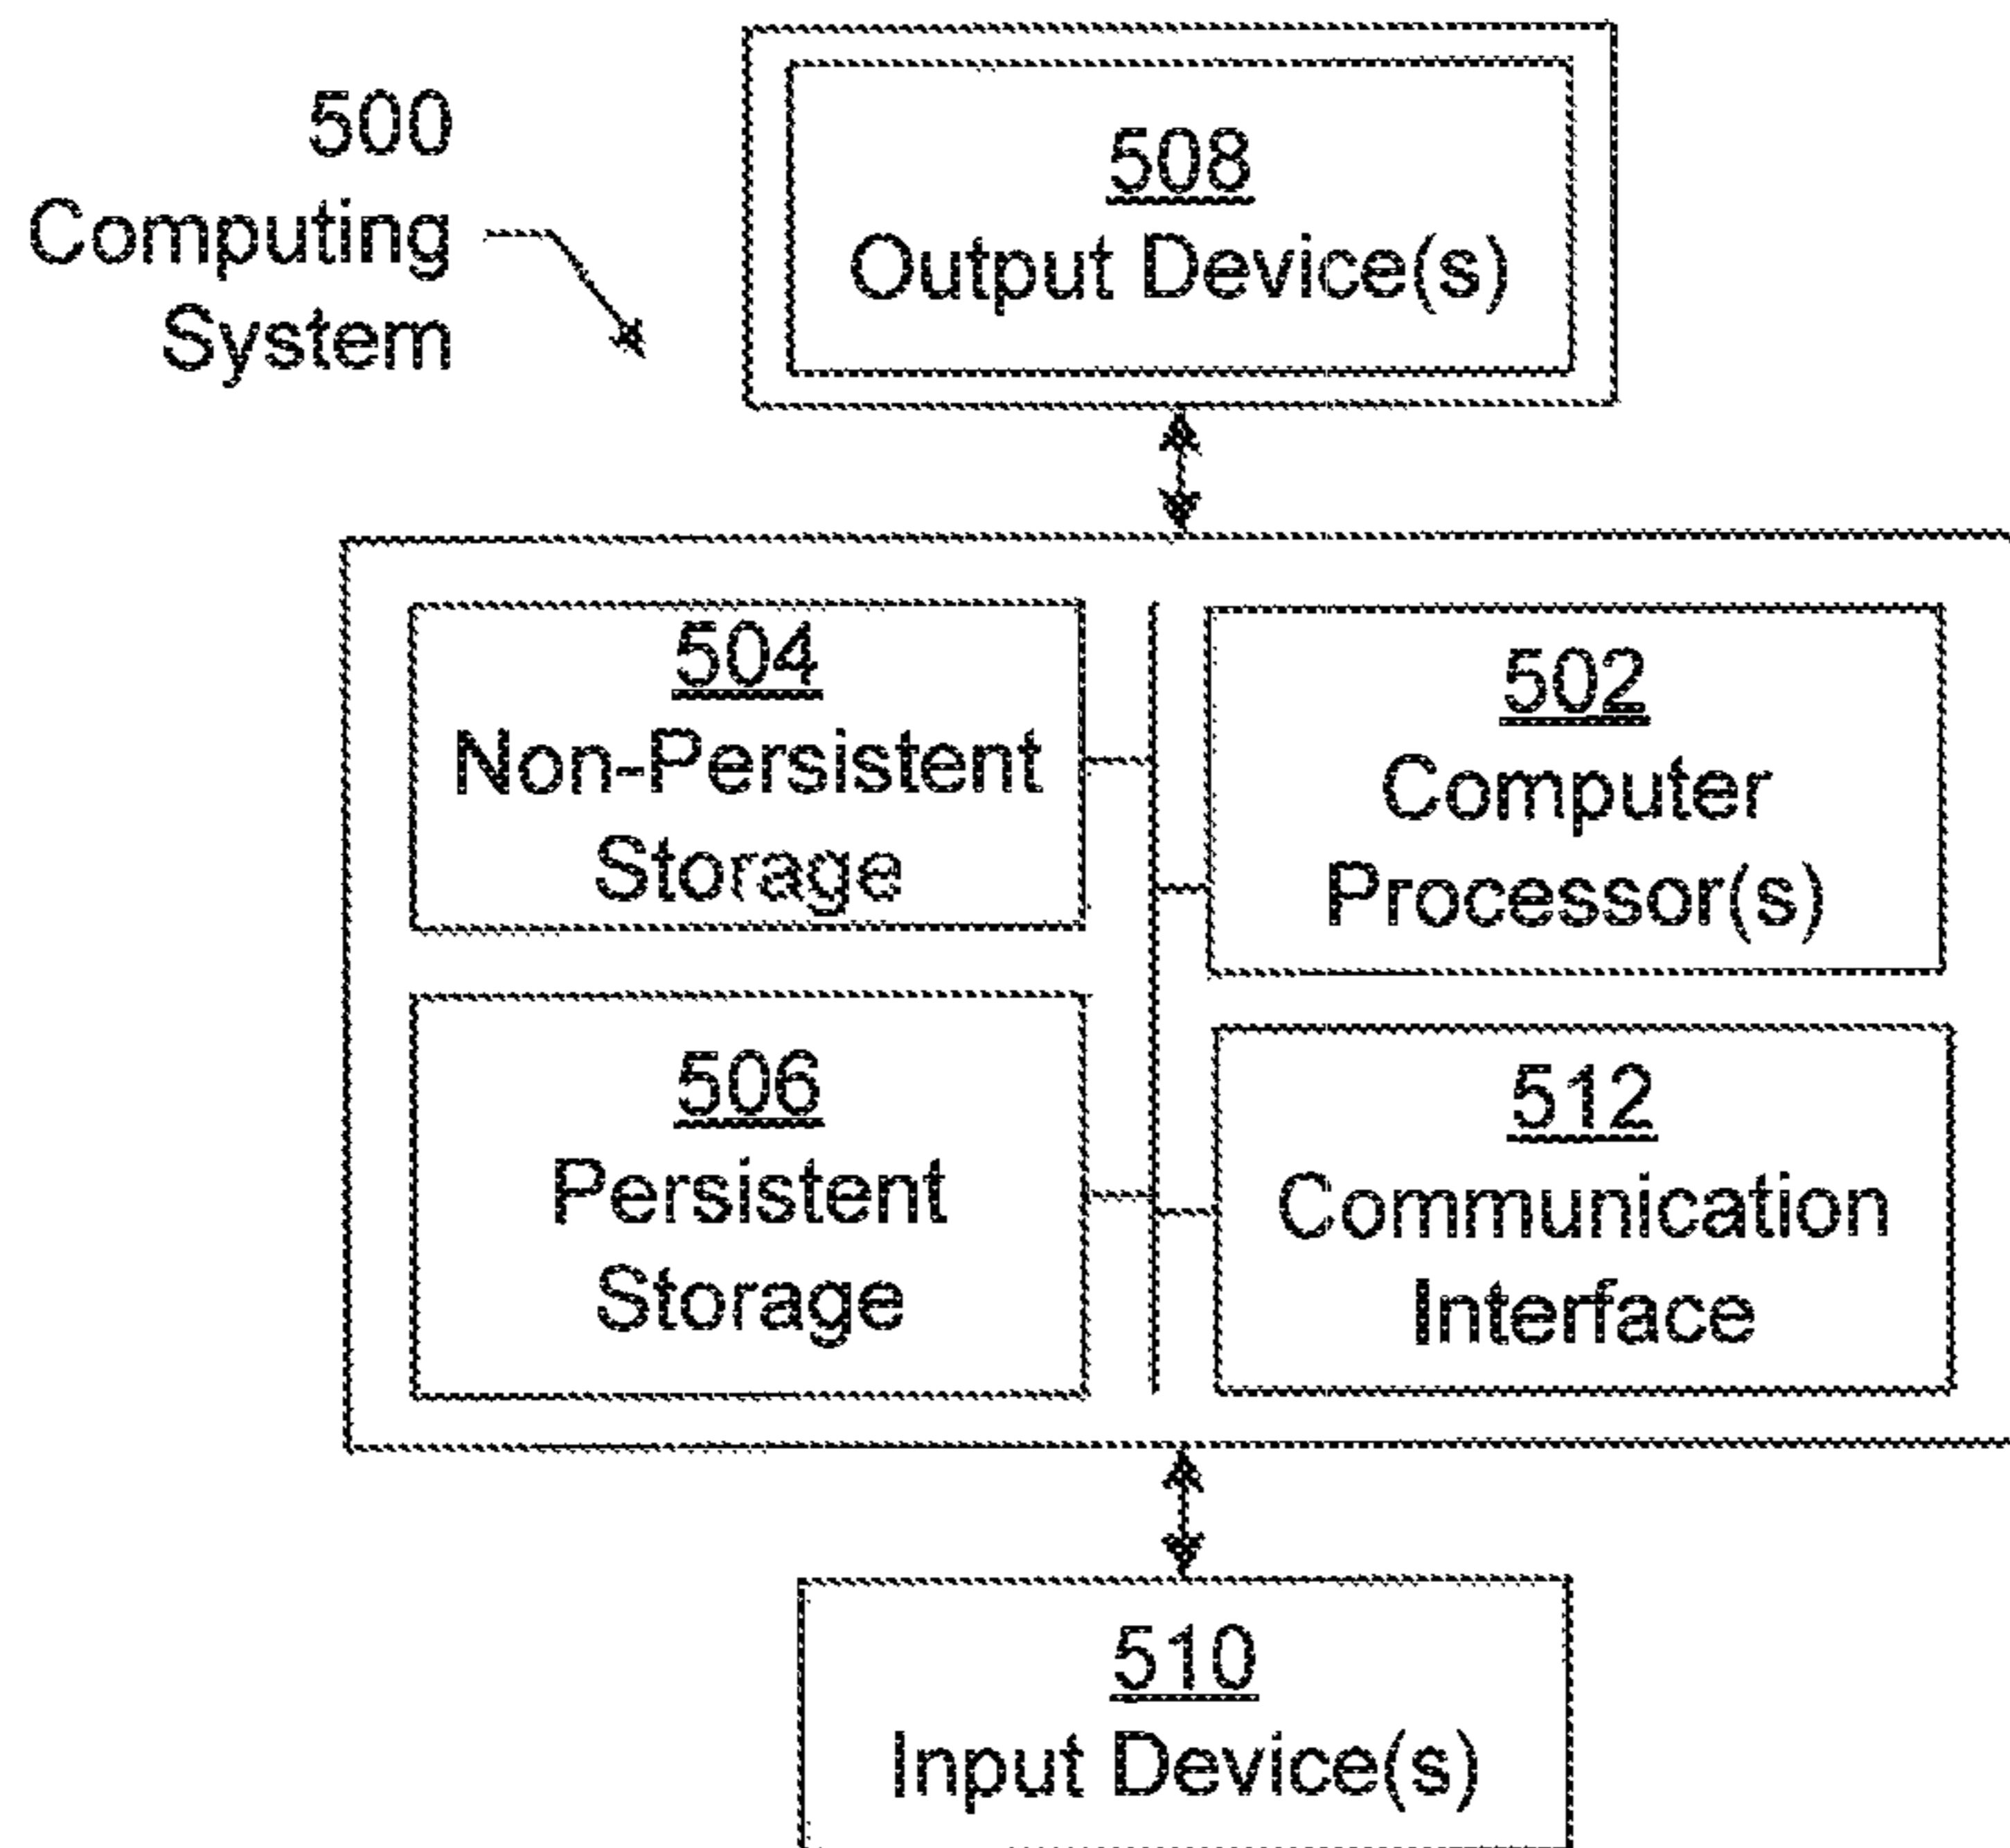 500
Computing
System
508
Output Device(s)
504
Non-Persistent
Storage
502
Computer
Processor(s)
506
Persistent
Storage
512
Communication
Interface
510
Input Device(s)